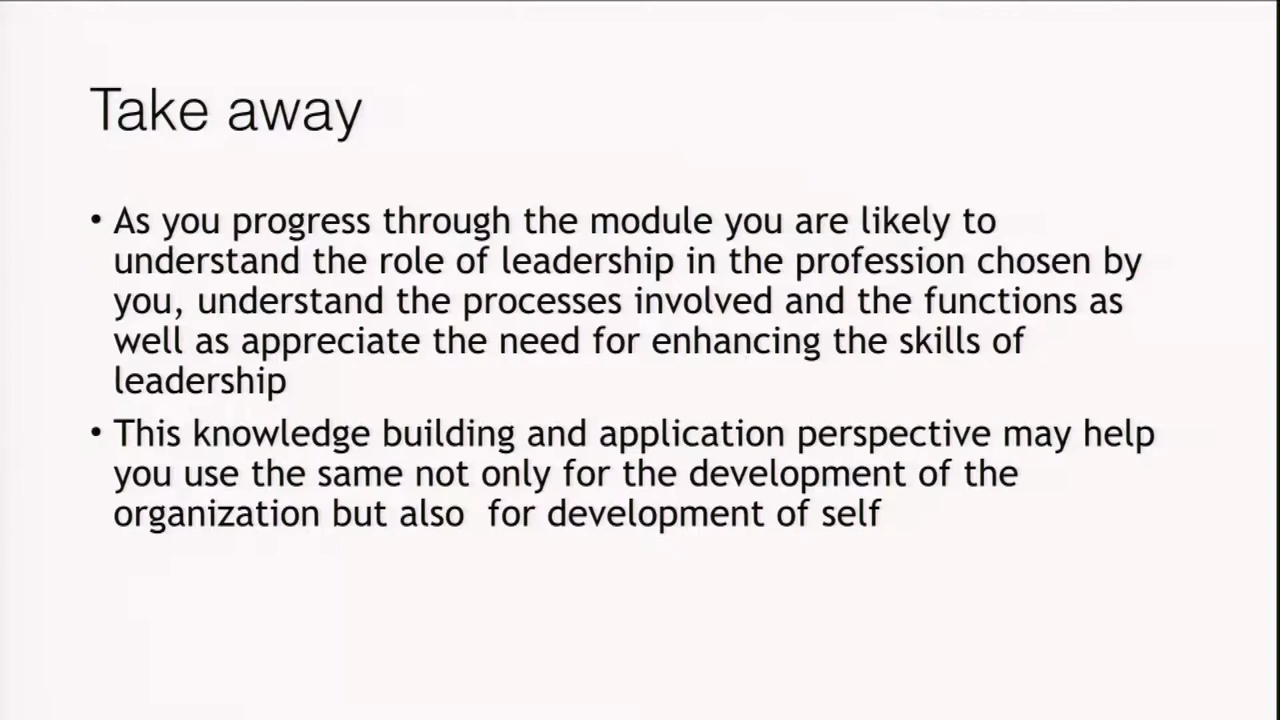 Take away
• As you progress through the module you are likely to
understand the role of leadership in the profession chosen by
you, understand the processes involved and the functions as
well as appreciate the need for enhancing the skills of
leadership
• This knowledge building and application perspective may help
you use the same not only for the development of the
organization but also  for development of self